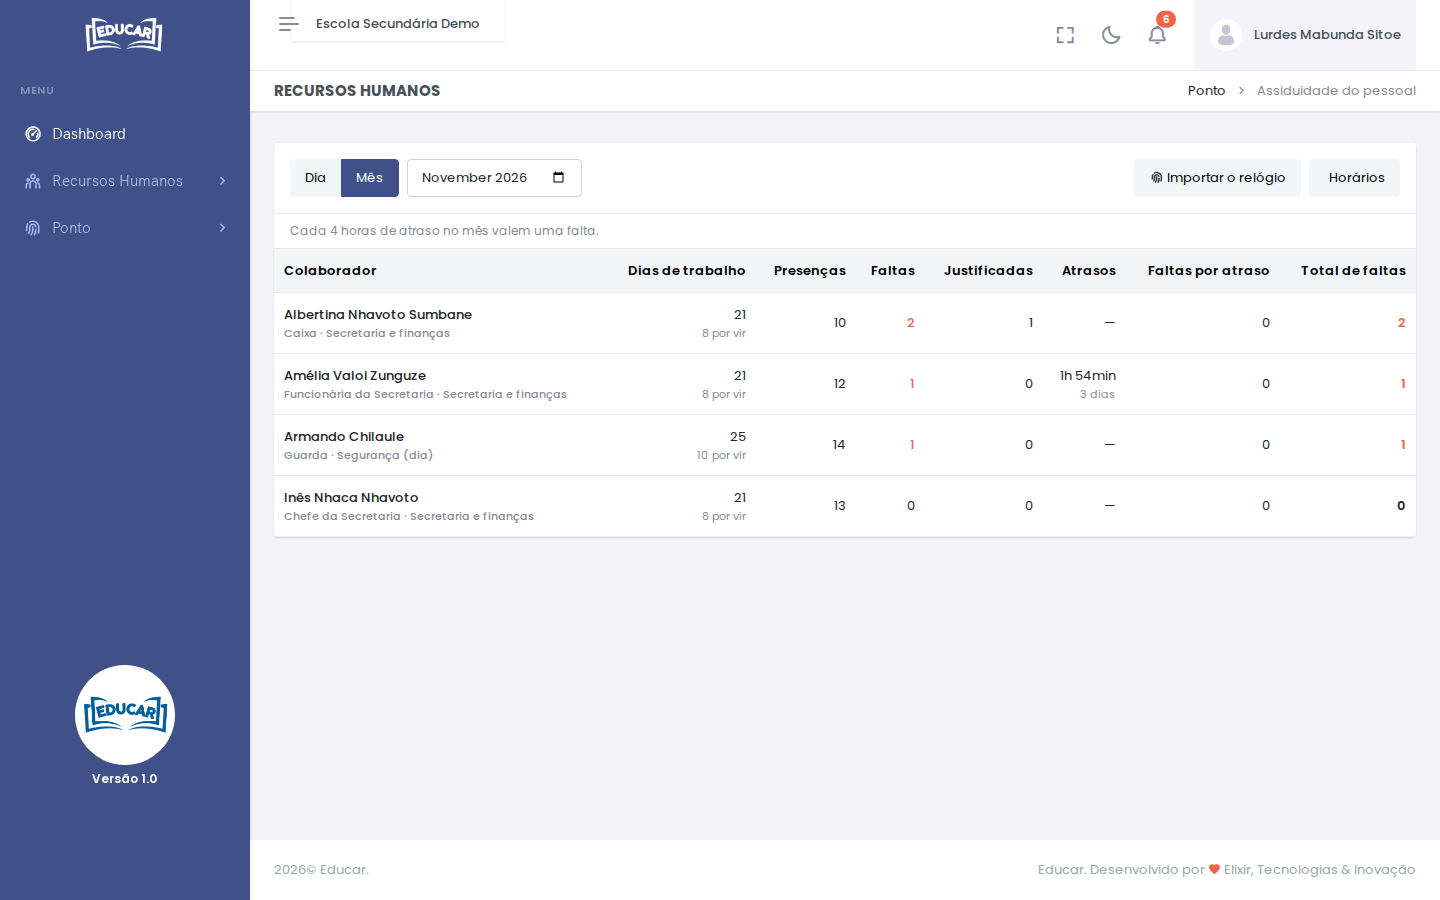 EDUCAR
Escola Secundária Demo
6
Lurdes Mabunda Sitoe
MENU
Dashboard
Recursos Humanos
Ponto
RECURSOS HUMANOS
Ponto > Assiduidade do pessoal
Dia
Mês
November 2026
Importar o relógio
Horários
Cada 4 horas de atraso no mês valem uma falta.
Colaborador Dias de trabalho Presenças Faltas Justificadas Atrasos Faltas por atraso Total de faltas
Albertina Nhavoto Sumbane 21 10 2 1 — 0 2
Caixa · Secretaria e finanças 8 por vir
Amélia Valoi Zunguze 21 12 1 0 1h 54min 0 1
Funcionária da Secretaria · Secretaria e finanças 8 por vir 3 dias
Armando Chilaule 25 14 1 0 — 0 1
Guarda · Segurança (dia) 10 por vir
Inês Nhaca Nhavoto 21 13 0 0 — 0 0
Chefe da Secretaria · Secretaria e finanças 8 por vir
EDUCAR
Versão 1.0
2026© Educar.
Educar. Desenvolvido por Elixir, Tecnologias & Inovação